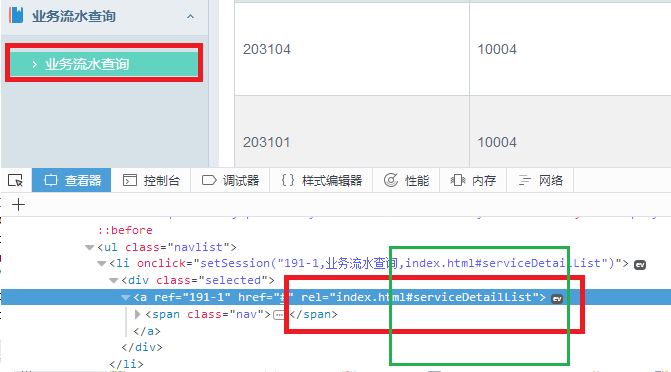 业务流水查询
业务流水查询
203104 10004
203101 10004
查看器 控制台 调试器 {} 样式编辑器 性能 内存 网络
+
::before
<ul class="navlist">
<li onclick="setSession("191-1,业务流水查询,index.html#serviceDetailList")"> ev
<div class="selected">
<a ref="191-1" href="#" rel="index.html#serviceDetailList"> ev
<span class="nav"></span>
</a>
</div>
</li>